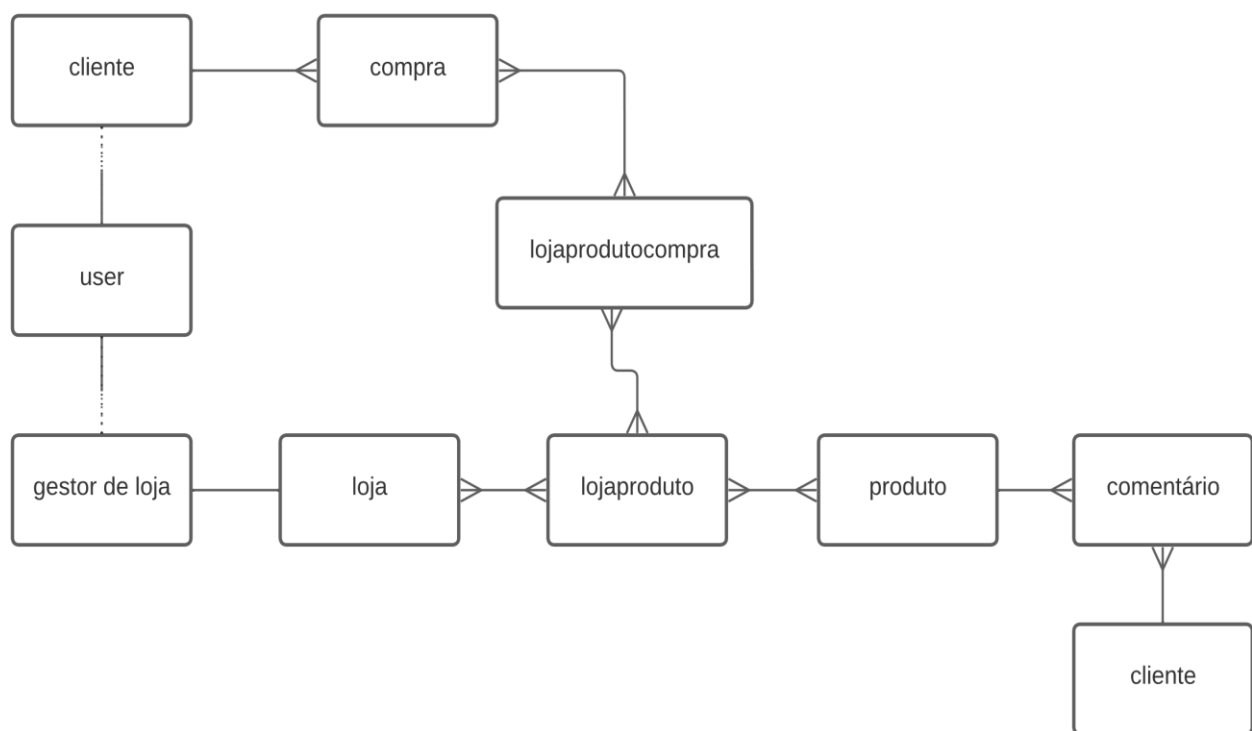 cliente
compra
lojaprodutocompra
user
gestor de loja
loja
lojaproduto
produto
comentário
cliente